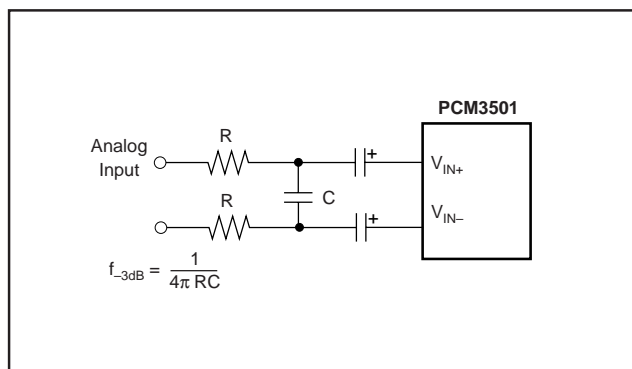 PCM3501
Analog
Input
R
+
V_IN+
C
R
+
V_IN–
f_–3dB = 1 / 4π RC